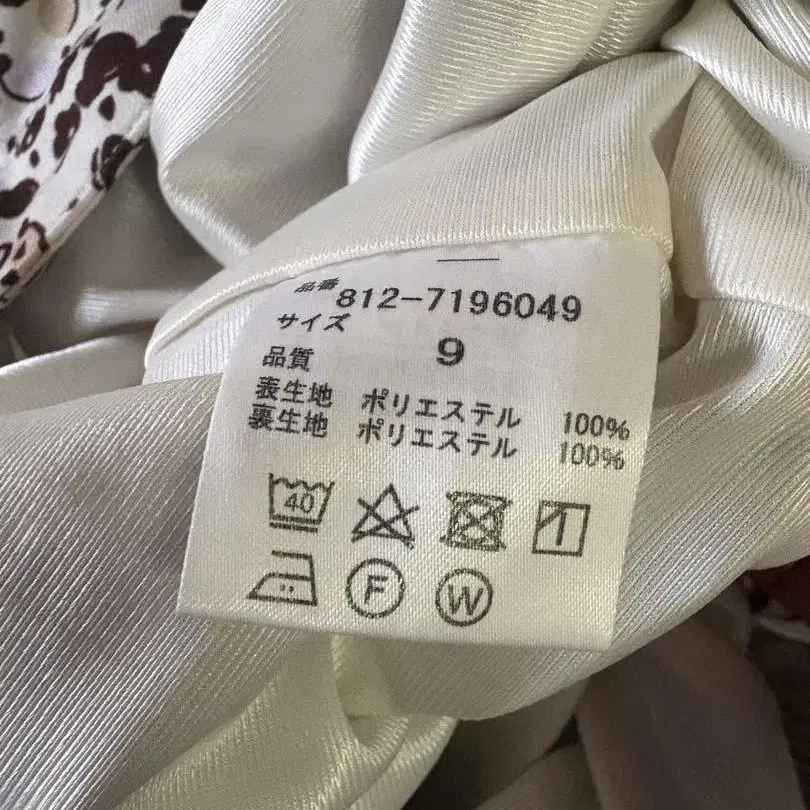 品番 812-7196049
サイズ 9
品質
表生地 ポリエステル 100%
裏生地 ポリエステル 100%
40
F W